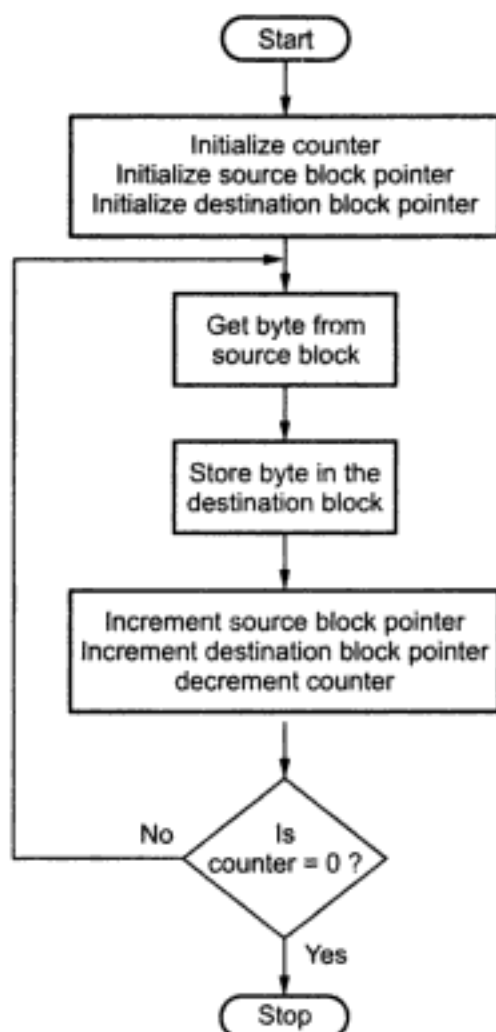 Start
Initialize counter
Initialize source block pointer
Initialize destination block pointer
Get byte from
source block
Store byte in the
destination block
Increment source block pointer
Increment destination block pointer
decrement counter
No
Is
counter = 0 ?
Yes
Stop